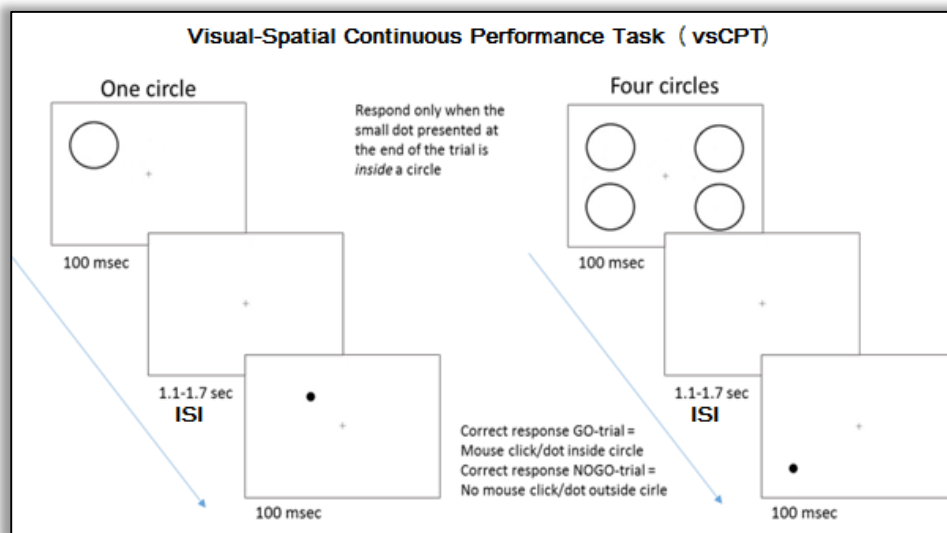 Visual-Spatial Continuous Performance Task ( vsCPT)
One circle
Four circles
Respond only when the
small dot presented at
the end of the trial is
inside a circle
100 msec
100 msec
1.1-1.7 sec
ISI
1.1-1.7 sec
ISI
Correct response GO-trial =
Mouse click/dot inside circle
Correct response NOGO-trial =
No mouse click/dot outside cirle
100 msec
100 msec